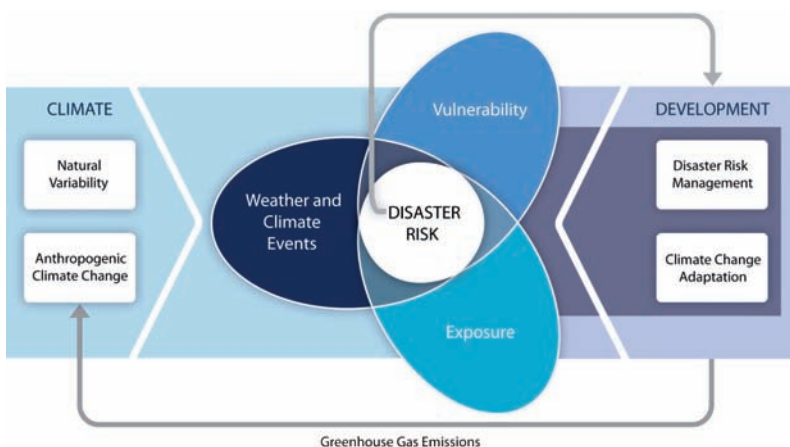 CLIMATE
Natural
Variability
Anthropogenic
Climate Change
Weather and
Climate
Events
Vulnerability
DISASTER
RISK
Exposure
DEVELOPMENT
Disaster Risk
Management
Climate Change
Adaptation
Greenhouse Gas Emissions